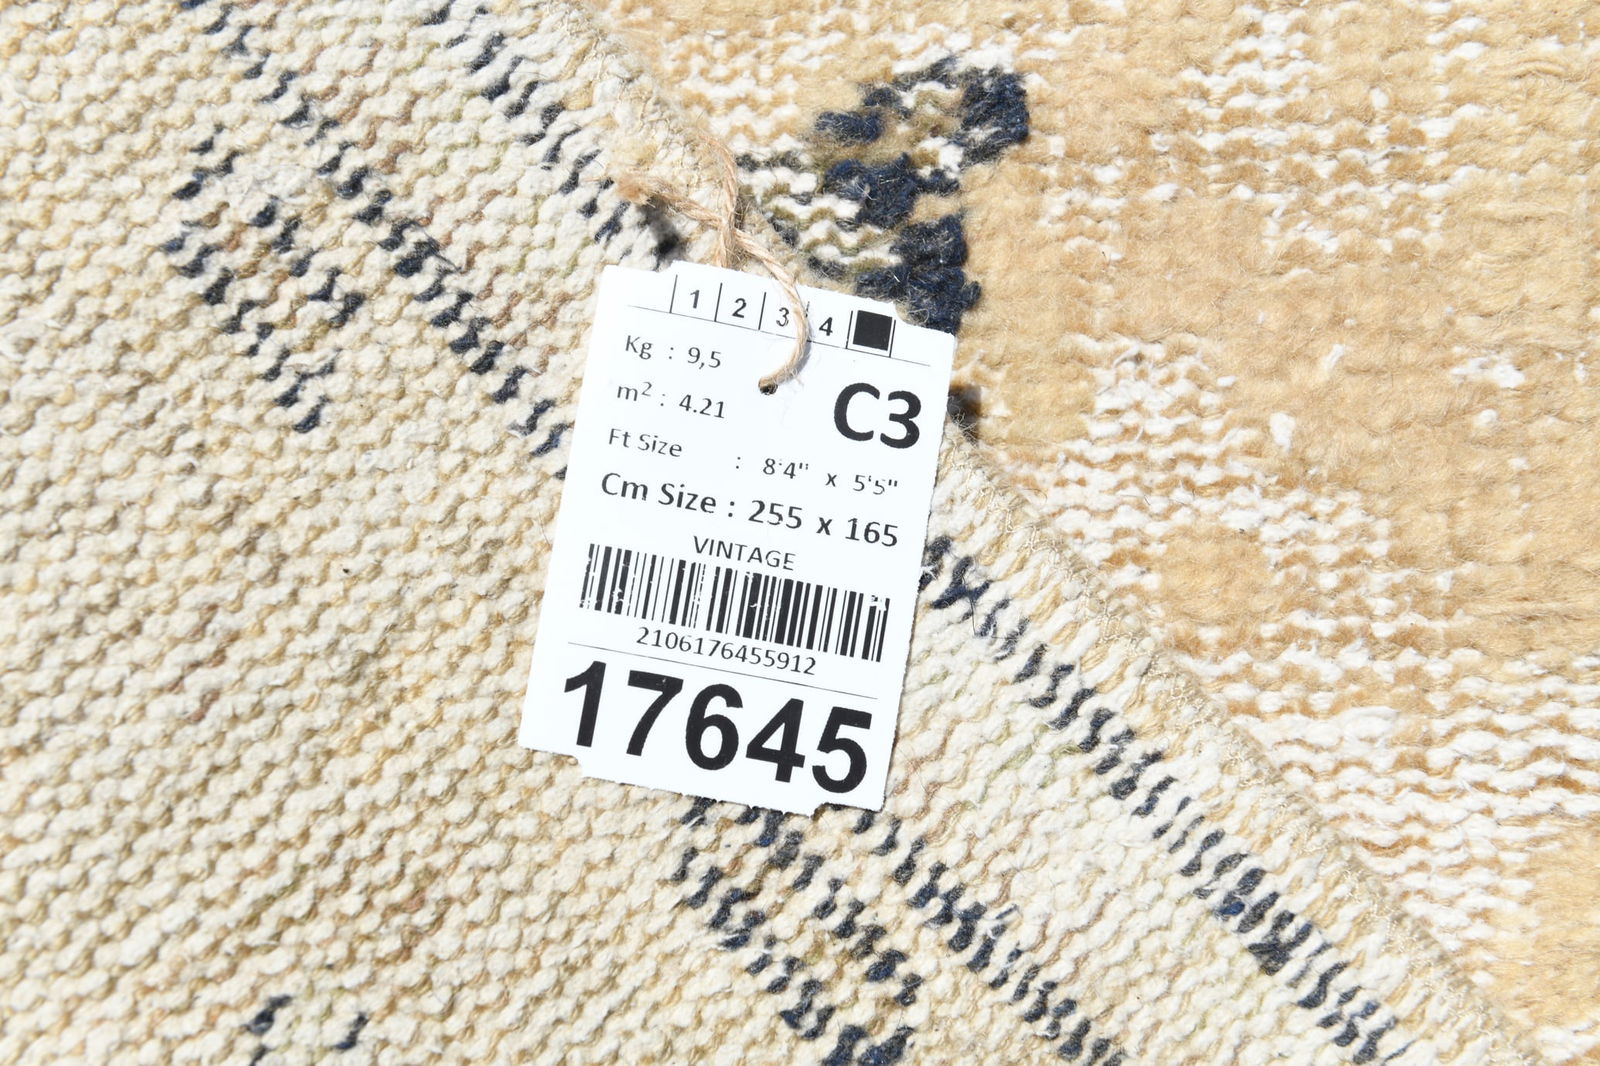 1 2 3 4
C3
Kg : 9,5
m2 : 4.21
Ft Size : 8'4" x 5'5"
Cm Size : 255 x 165
VINTAGE
2106176455912
17645